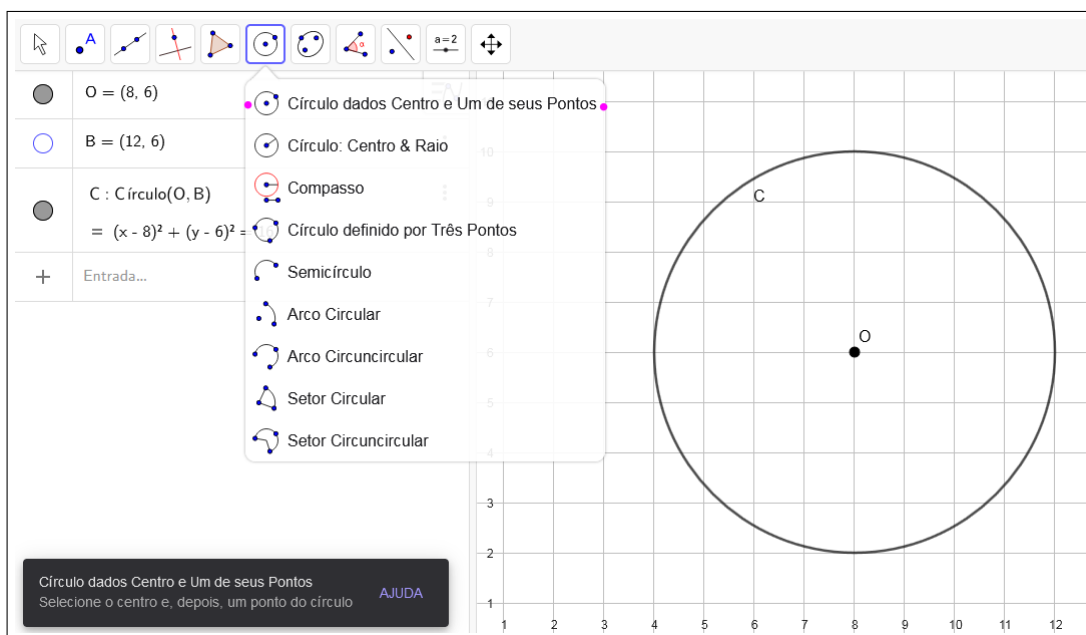 A
a=2
O = (8, 6)
B = (12, 6)
C : Círculo(O, B)
= (x - 8)² + (y - 6)² = 16
Entrada...
Círculo dados Centro e Um de seus Pontos
Círculo: Centro & Raio
Compasso
Círculo definido por Três Pontos
Semicírculo
Arco Circular
Arco Circuncircular
Setor Circular
Setor Circuncircular
Círculo dados Centro e Um de seus Pontos
Selecione o centro e, depois, um ponto do círculo
AJUDA
C
O
10
9
8
7
6
5
4
3
2
1
1 2 3 4 5 6 7 8 9 10 11 12